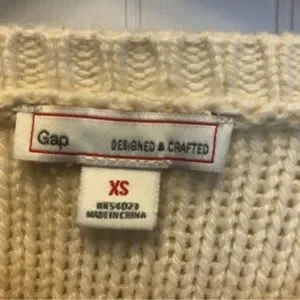 Gap DESIGNED & CRAFTED
XS
RN54023
MADE IN CHINA